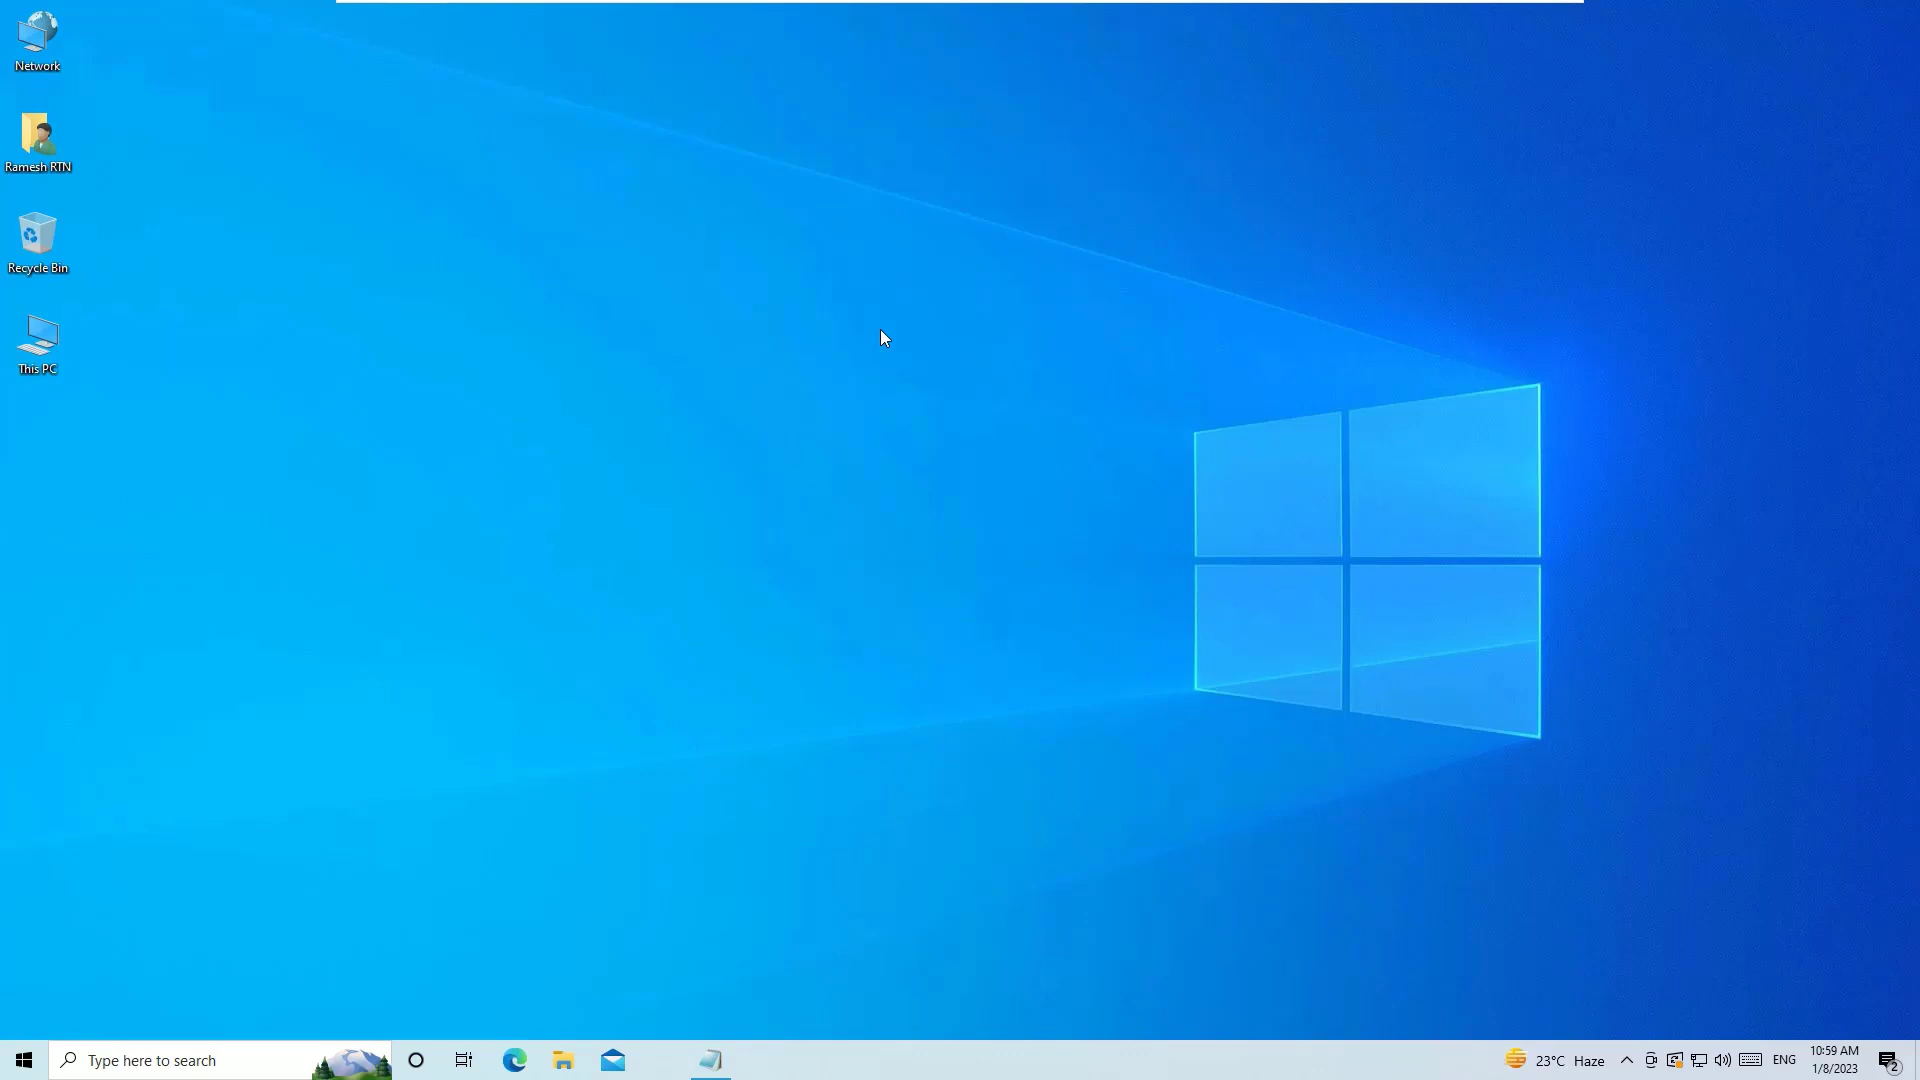 Network
Ramesh RTN
Recycle Bin
This PC
Type here to search
23°C Haze
ENG
10:59 AM
1/8/2023
2